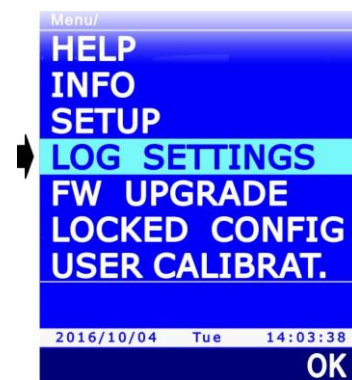 Menu/
HELP
INFO
SETUP
LOG SETTINGS
FW UPGRADE
LOCKED CONFIG
USER CALIBRAT.
2016/10/04 Tue 14:03:38
OK